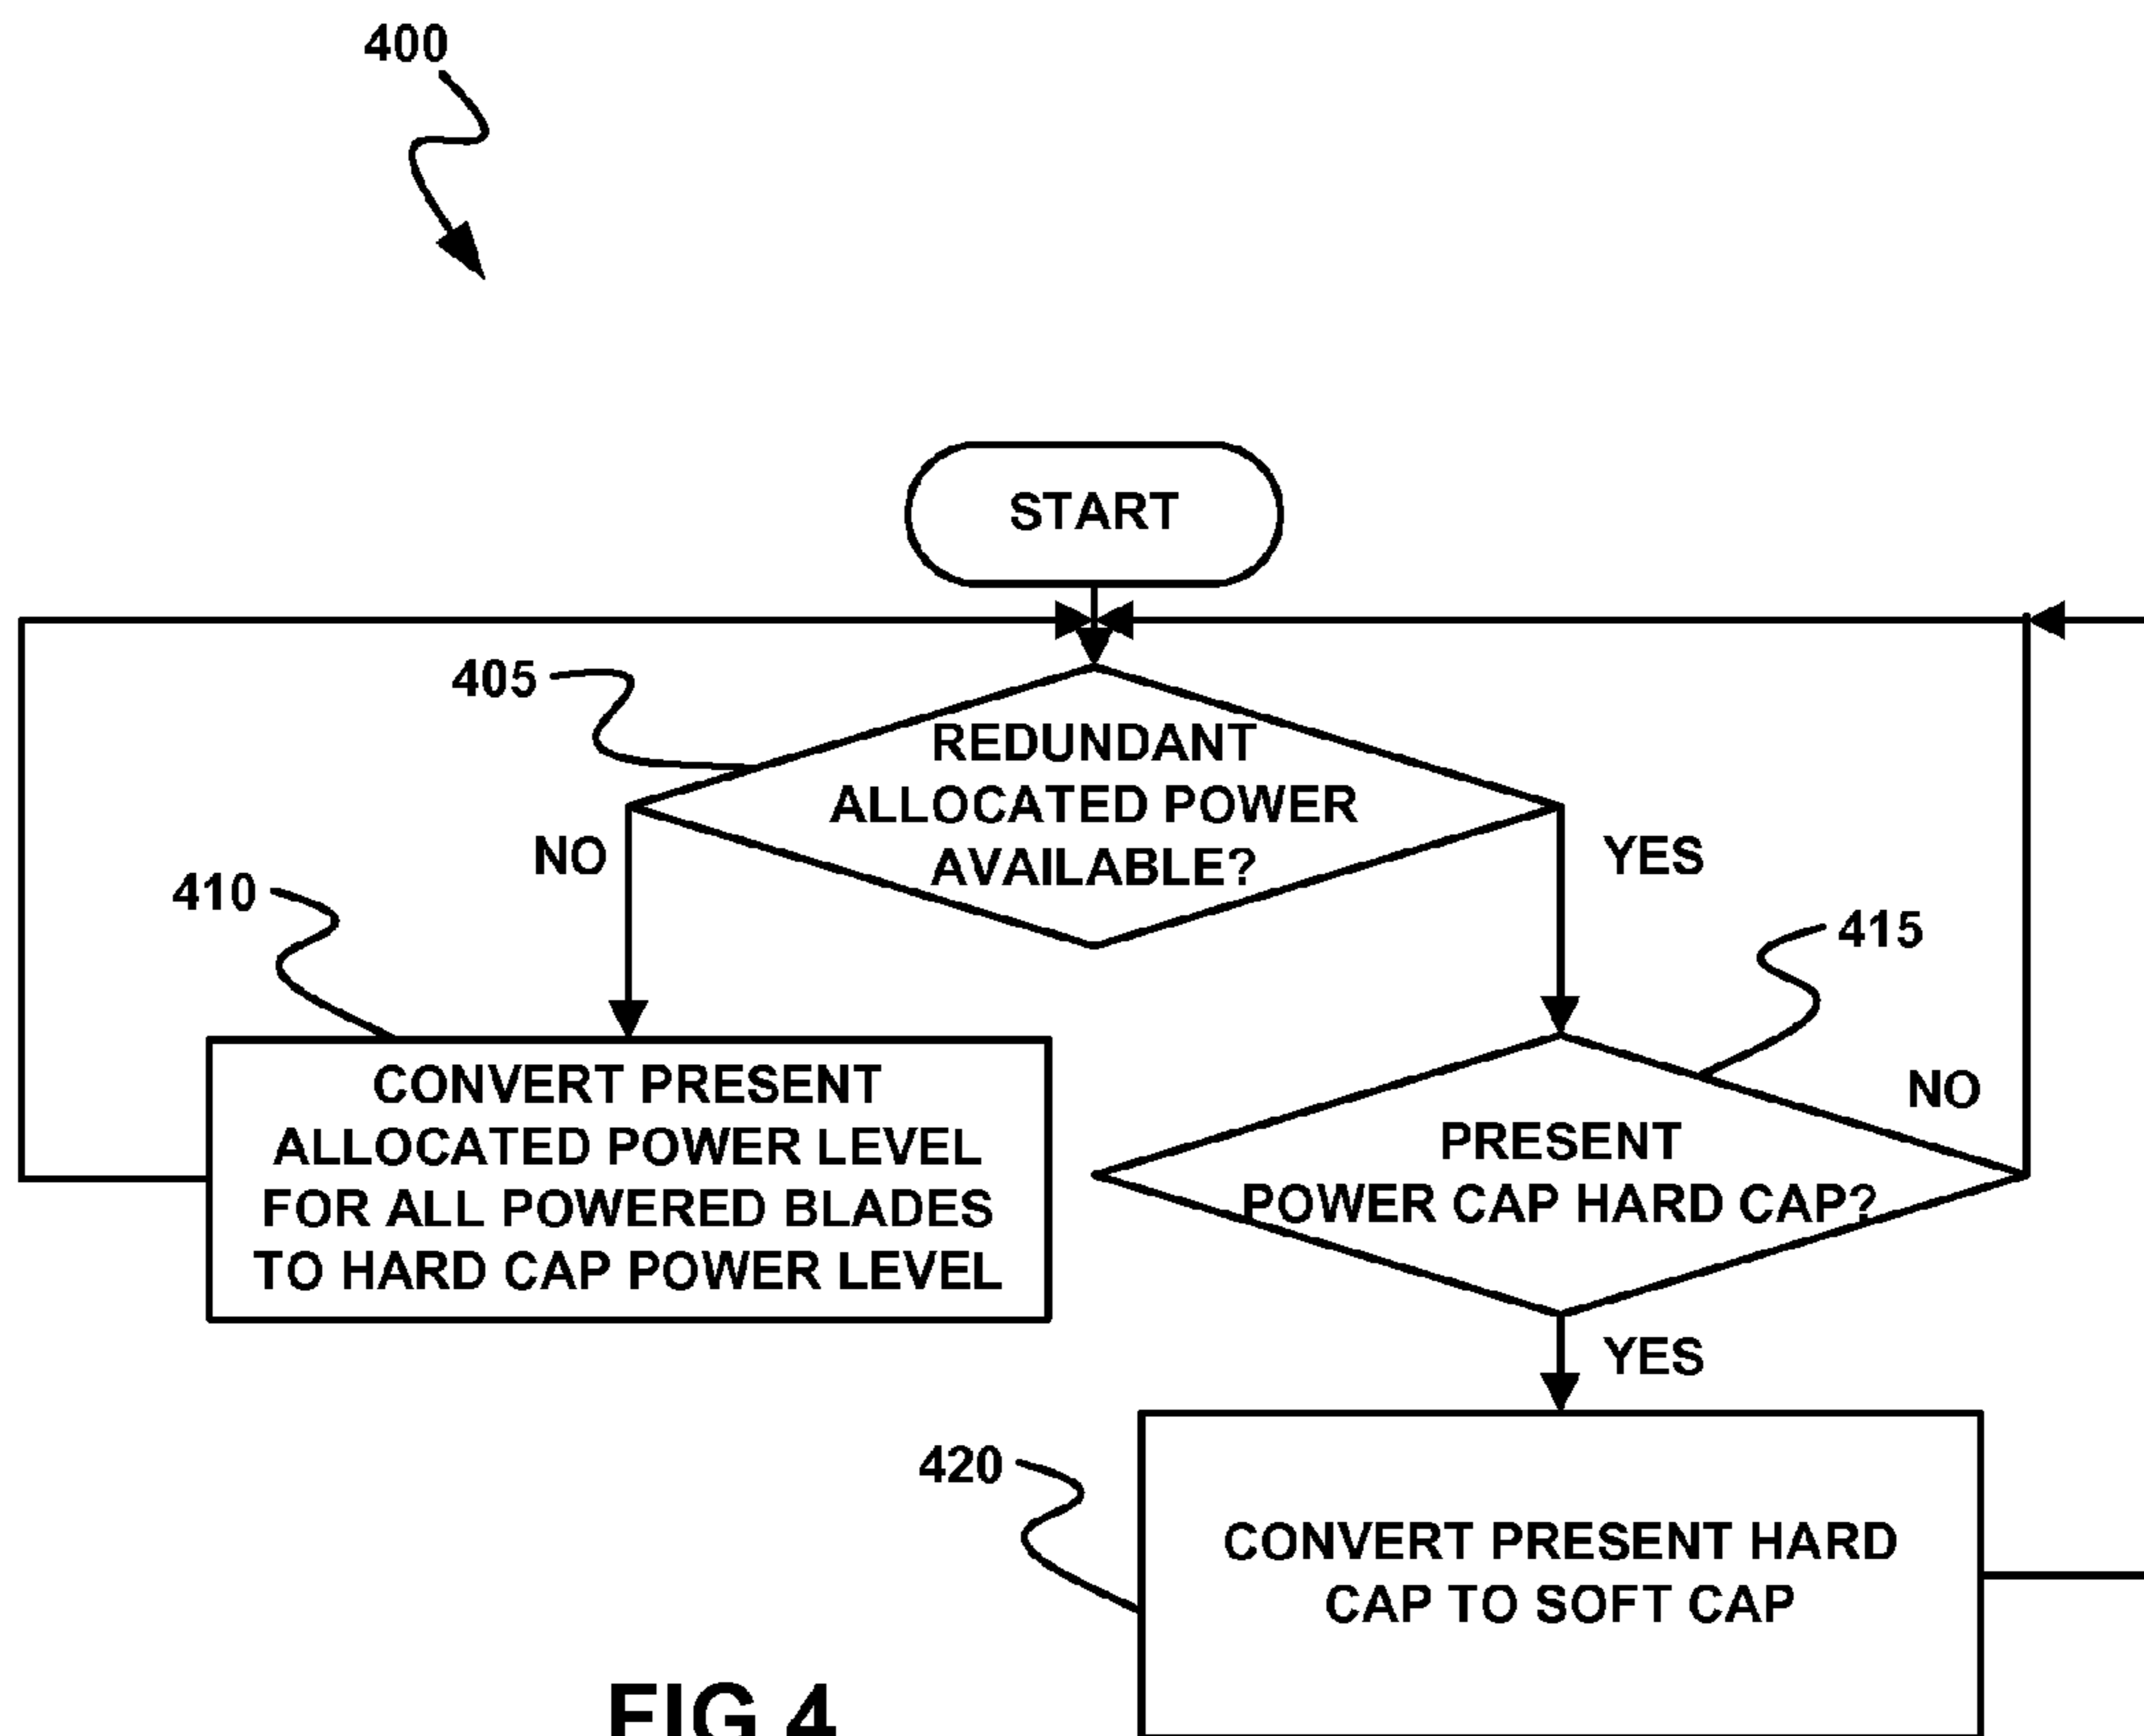 400
START
405
REDUNDANT
ALLOCATED POWER
AVAILABLE?
NO
YES
410
415
CONVERT PRESENT
ALLOCATED POWER LEVEL
FOR ALL POWERED BLADES
TO HARD CAP POWER LEVEL
NO
PRESENT
POWER CAP HARD CAP?
YES
420
CONVERT PRESENT HARD
CAP TO SOFT CAP
FIG 4